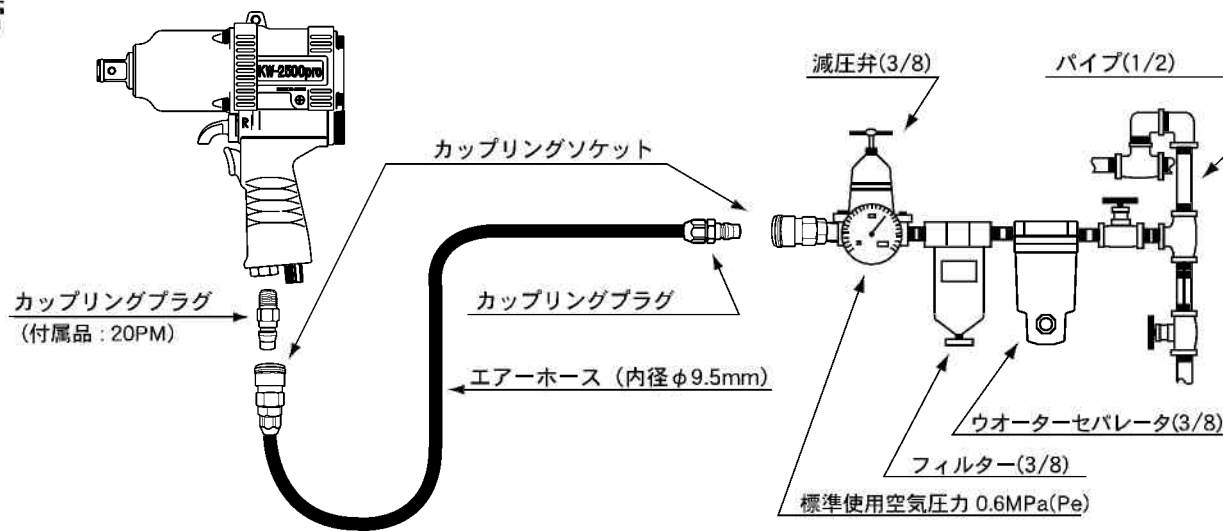 KW-2500pro
R
減圧弁(3/8)
パイプ(1/2)
カップリングソケット
カップリングプラグ
(付属品：20PM)
カップリングプラグ
エアーホース（内径φ9.5mm）
ウオーターセパレータ(3/8)
フィルター(3/8)
標準使用空気圧力 0.6MPa(Pe)